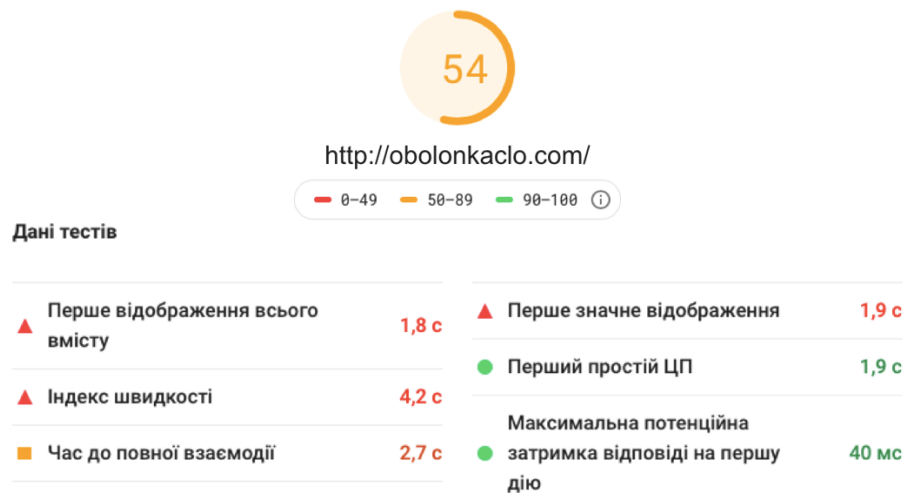 54
http://obolonkaclo.com/
0–49 50–89 90–100
Дані тестів
Перше відображення всього
вмісту
1,8 с
Індекс швидкості 4,2 с
Час до повної взаємодії 2,7 с
Перше значне відображення 1,9 с
Перший простій ЦП 1,9 с
Максимальна потенційна
затримка відповіді на першу 40 мс
дію